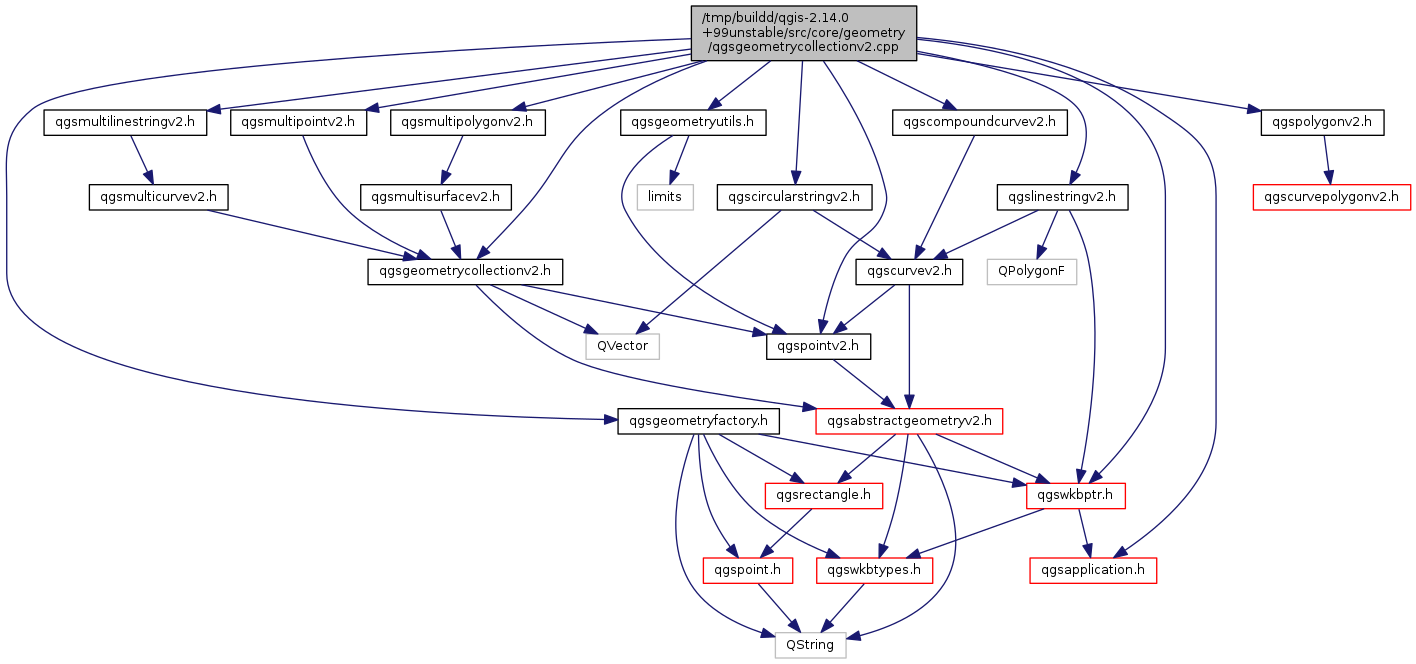 /tmp/buildd/qgis-2.14.0
+99unstable/src/core/geometry
/qgsgeometrycollectionv2.cpp
qgsmultilinestringv2.h
qgsmultipointv2.h
qgsmultipolygonv2.h
qgsgeometryutils.h
qgscompoundcurvev2.h
qgspolygonv2.h
qgsmulticurvev2.h
qgsmultisurfacev2.h
limits
qgscircularstringv2.h
qgslinestringv2.h
qgscurvepolygonv2.h
qgsgeometrycollectionv2.h
qgscurvev2.h
QPolygonF
QVector
qgspointv2.h
qgsgeometryfactory.h
qgsabstractgeometryv2.h
qgsrectangle.h
qgswkbptr.h
qgspoint.h
qgswkbtypes.h
qgsapplication.h
QString